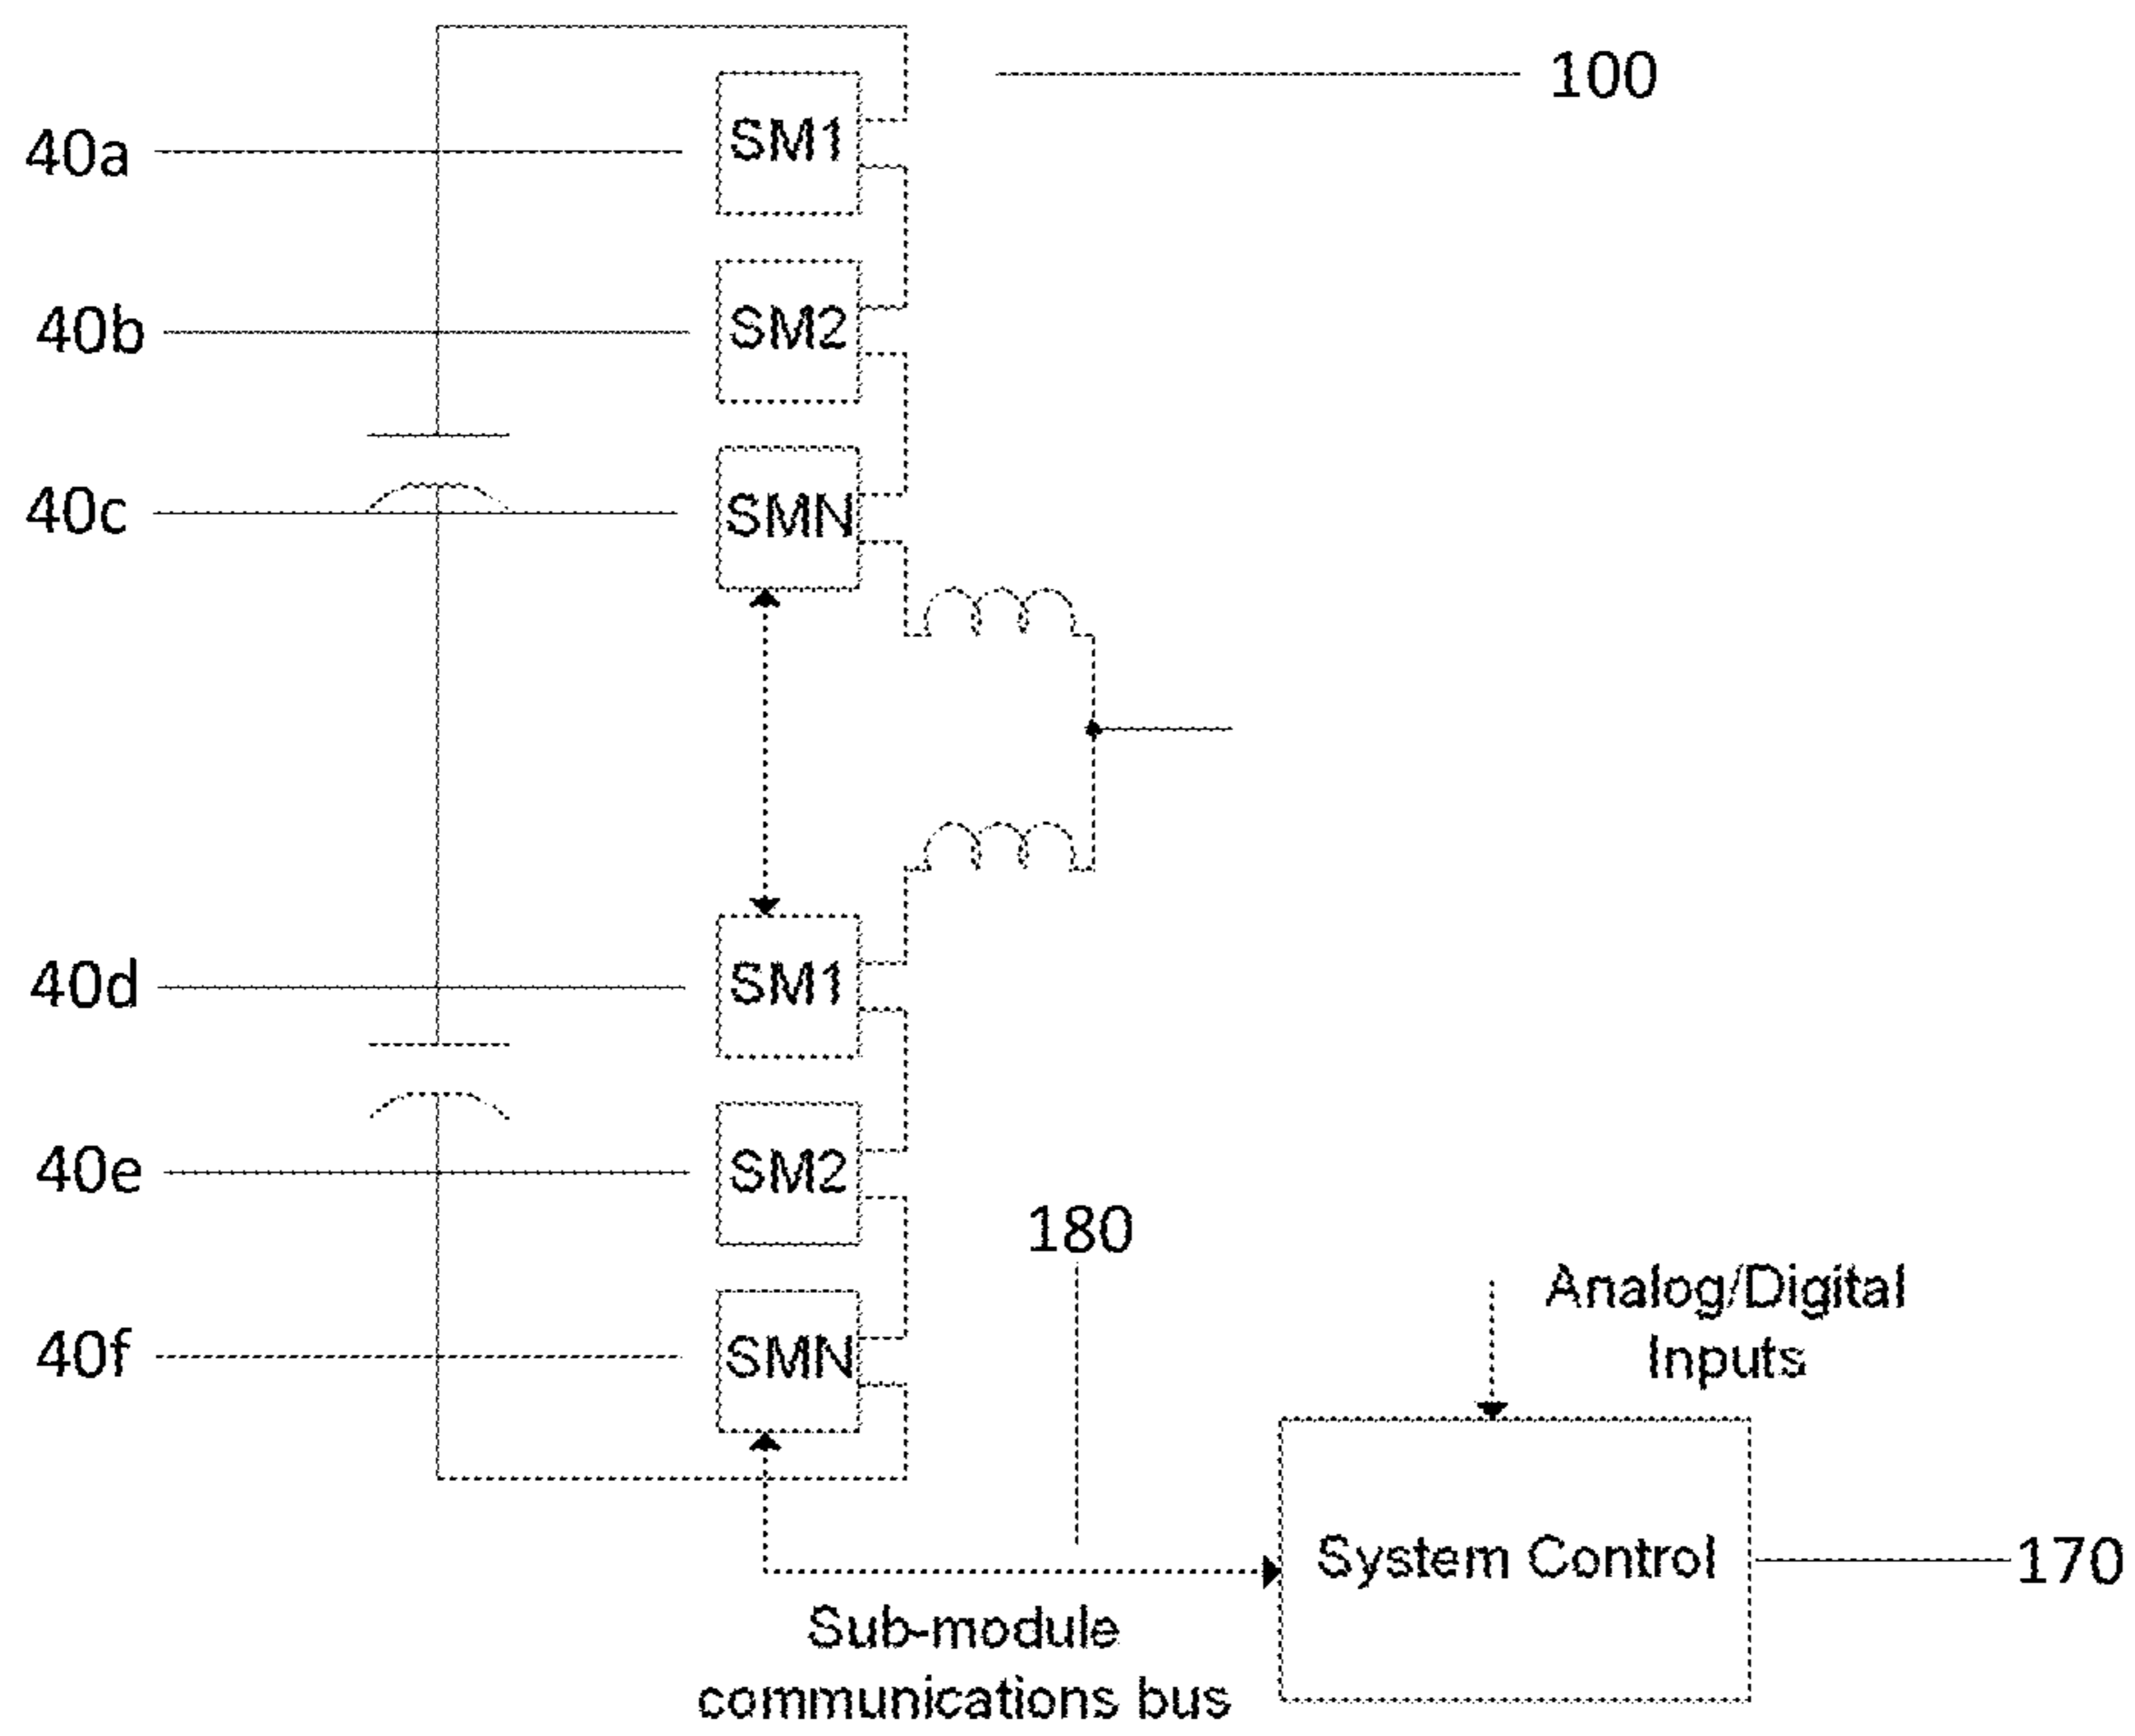 100
40a
SM1
40b
SM2
40c
SMN
40d
SM1
40e
SM2
180
Analog/Digital
Inputs
40f
SMN
System Control
170
Sub-module
communications bus